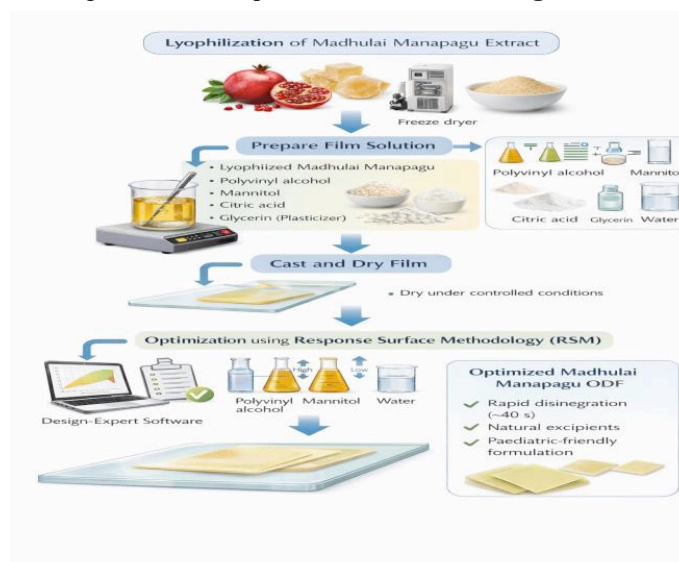 Lyophilization of Madhulai Manapagu Extract
Freeze dryer
Prepare Film Solution
• Lyophiized Madhulai Manapagu
• Polyvinyl alcohol
• Mannitol
• Citric acid
• Glycerin (Plasticizer)
Polyvinyl alcohol Mannito
Citric acid Glycerin Water
Cast and Dry Film
• Dry under controlled conditions
Optimization using Response Surface Methodology (RSM)
High Low
Polyvinyl alcohol Mannitol Water
Design-Expert Software
Optimized Madhulai
Manapagu ODF
✓ Rapid disinegration
(~40 s)
✓ Natural excipients
✓ Paediatric-friendly
formulation